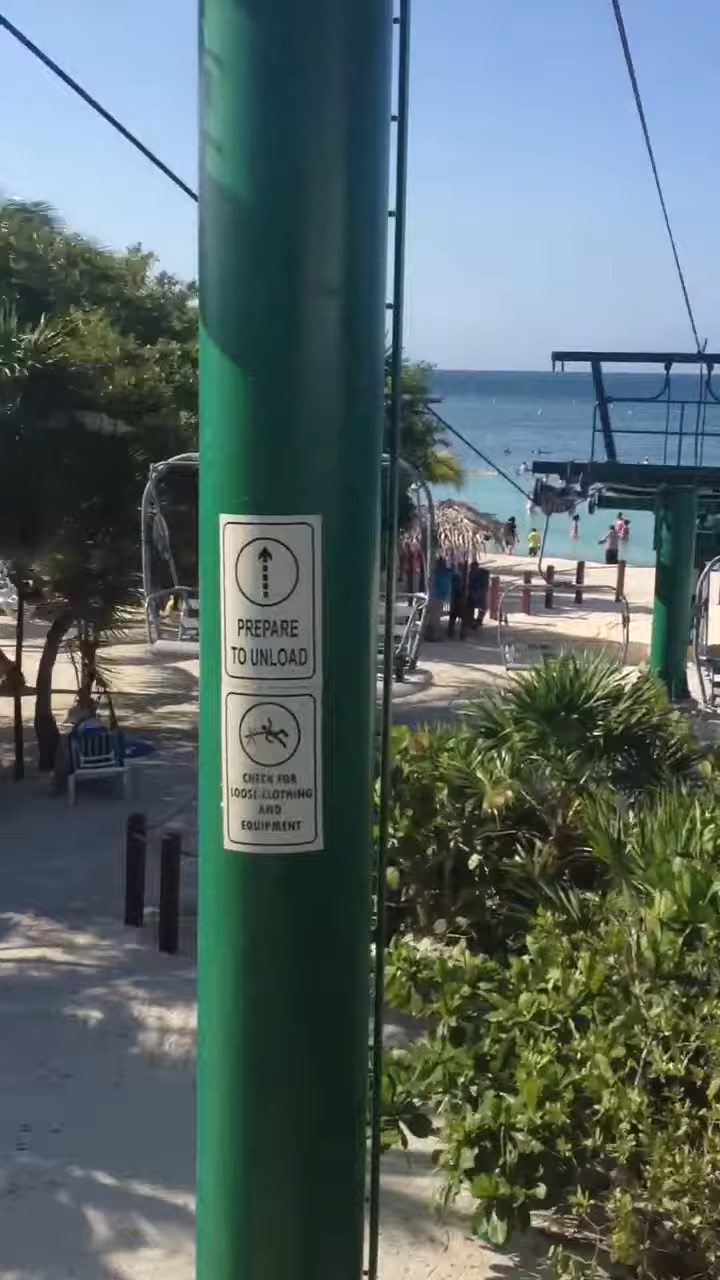 PREPARE
TO UNLOAD
CHECK FOR
LOOSE CLOTHING
AND
EQUIPMENT